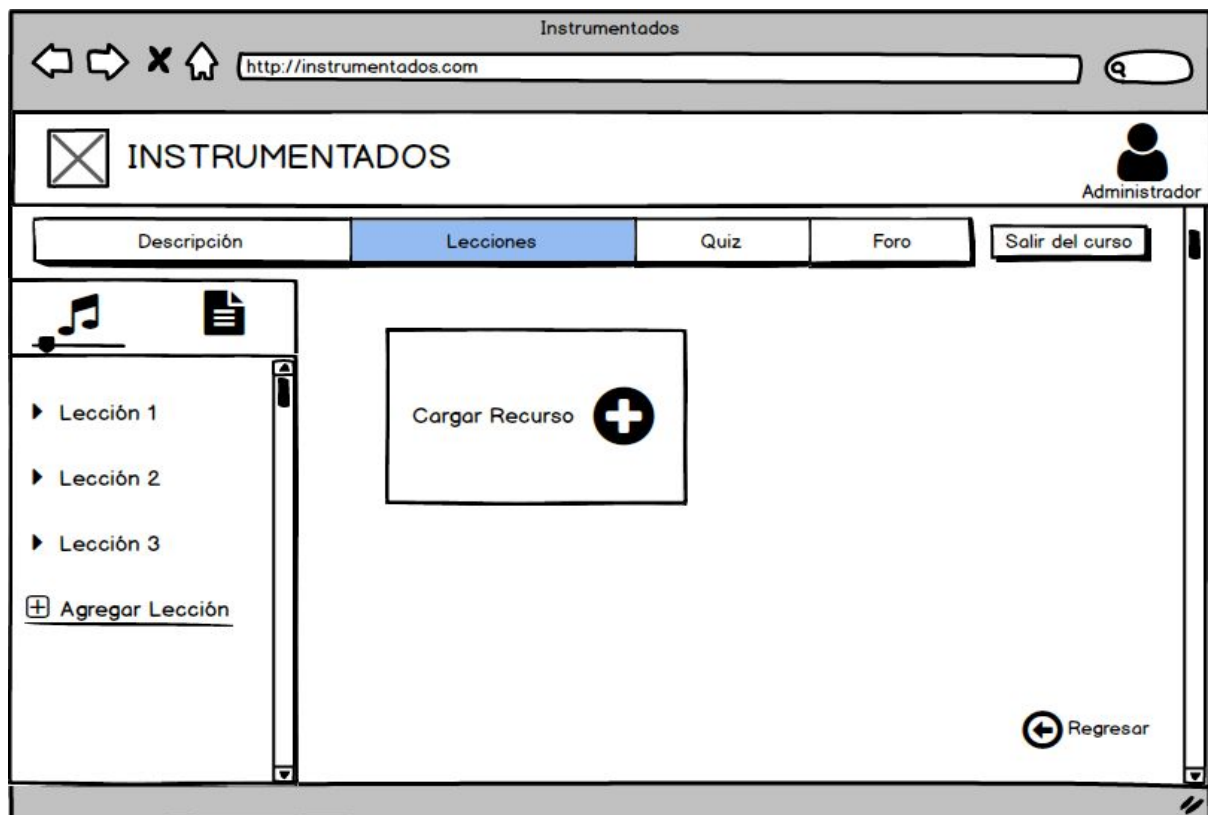 Instrumentados
http://instrumentados.com
INSTRUMENTADOS
Administrador
Descripción Lecciones Quiz Foro Salir del curso
Lección 1
Cargar Recurso
Lección 2
Lección 3
Agregar Lección
Regresar